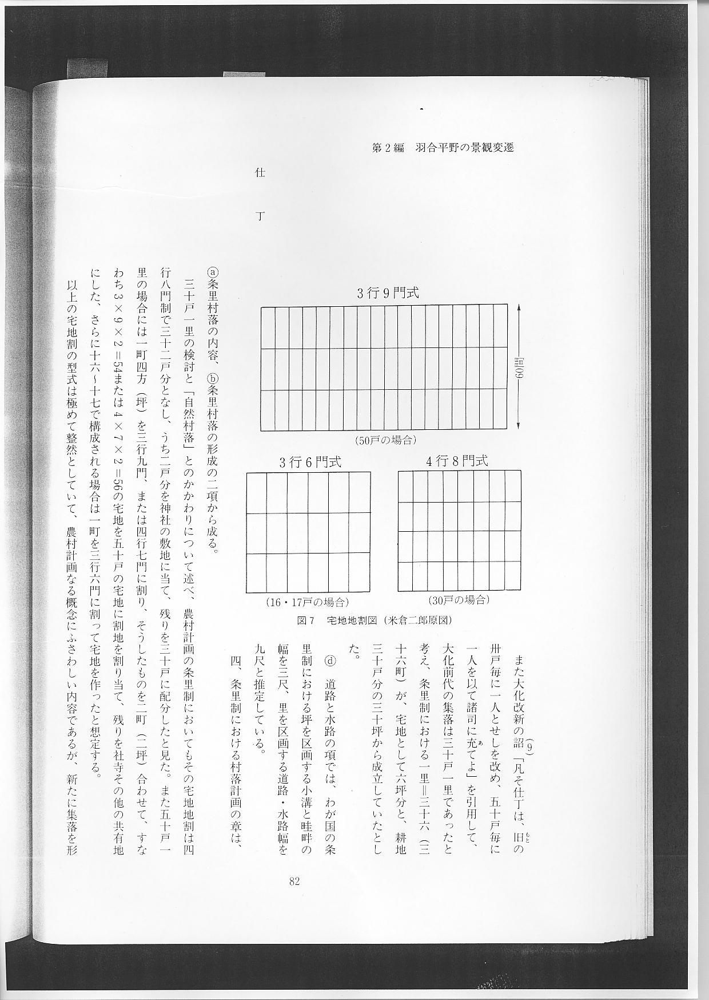 第2編　羽合平野の景観変遷
仕　丁
3行9門式
60間
(50戸の場合)
3行6門式
4行8門式
(16・17戸の場合)
(30戸の場合)
図7　宅地地割図（米倉二郎原図）
また大化改新の詔(9)「凡そ仕丁は、旧もとの
卅戸毎に一人とせしを改め、五十戸毎に
一人を以て諸司に充あてよ」を引用して、
大化前代の集落は三十戸一里であったと
考え、条里制における一里＝三十六（三
十六町）が、宅地として六坪分と、耕地
三十戸分の三十坪から成立していたとし
た。
ⓓ　道路と水路の項では、わが国の条
里制における坪を区画する小溝と畦畔の
幅を三尺、里を区画する道路・水路幅を
九尺と推定している。
四、条里制における村落計画の章は、
ⓐ条里村落の内容、ⓑ条里村落の形成の二項から成る。
三十戸一里の検討と「自然村落」とのかかわりについて述べ、農村計画の条里制においてもその宅地地割は四
行八門制で三十二戸分となし、うち二戸分を神社の敷地に当て、残りを三十戸に配分したと見た。また五十戸一
里の場合には一町四方（坪）を三行九門、または四行七門に割り、そうしたものを二町（二坪）合わせて、すな
わち3×9×2＝54または4×7×2＝56の宅地を五十戸の宅地に割地を割り当て、残りを社寺その他の共有地
にした、さらに十六～十七で構成される場合は一町を三行六門に割って宅地を作ったと想定する。
以上の宅地割の型式は極めて整然としていて、農村計画なる概念にふさわしい内容であるが、新たに集落を形
82